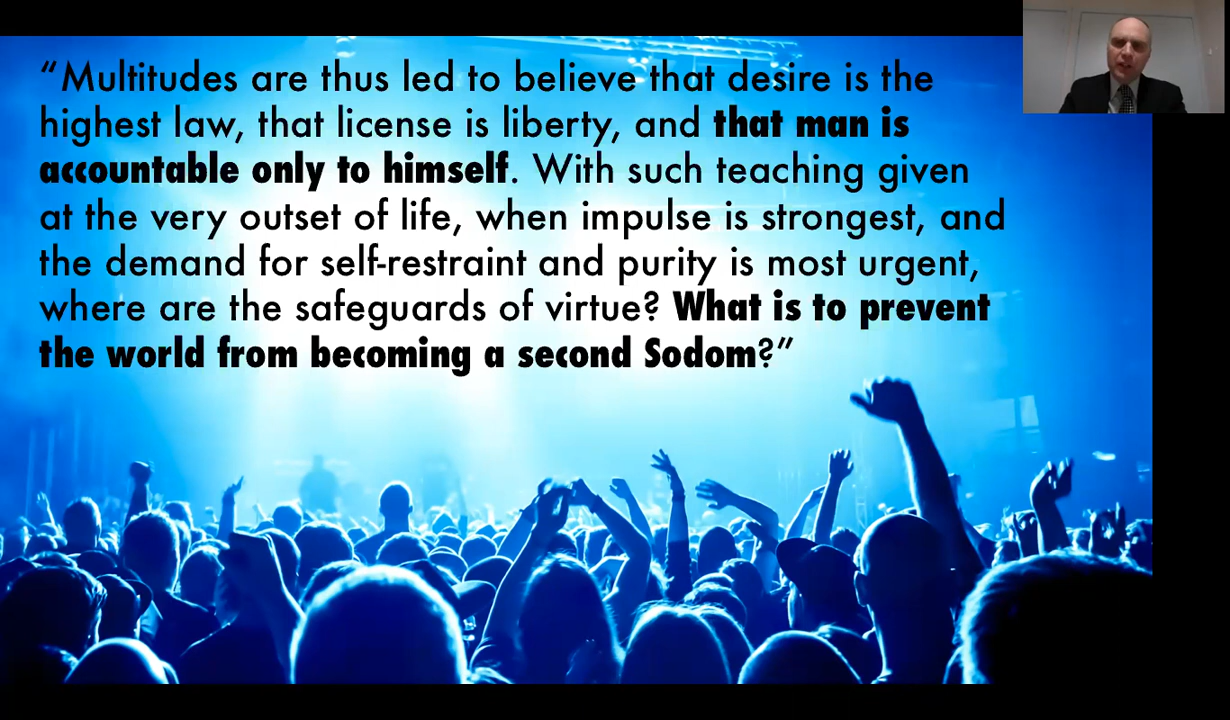 “Multitudes are thus led to believe that desire is the
highest law, that license is liberty, and that man is
accountable only to himself. With such teaching given
at the very outset of life, when impulse is strongest, and
the demand for self-restraint and purity is most urgent,
where are the safeguards of virtue? What is to prevent
the world from becoming a second Sodom?”